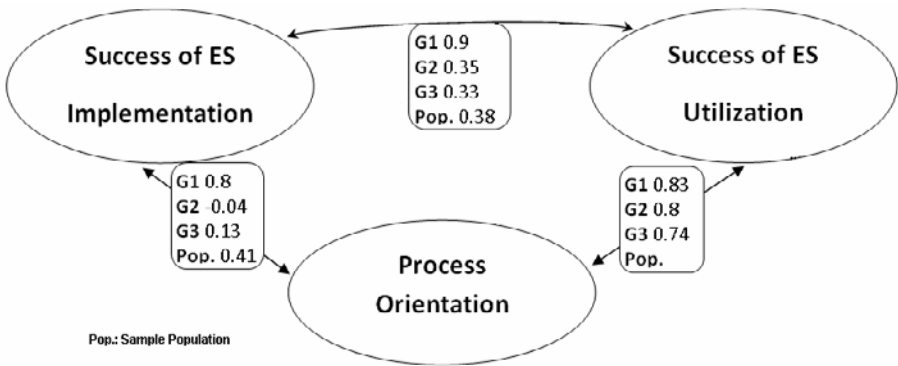 Success of ES
Implementation
G1 0.9
G2 0.35
G3 0.33
Pop. 0.38
Success of ES
Utilization
G1 0.8
G2 -0.04
G3 0.13
Pop. 0.41
G1 0.83
G2 0.8
G3 0.74
Pop.
Process
Orientation
Pop.: Sample Population